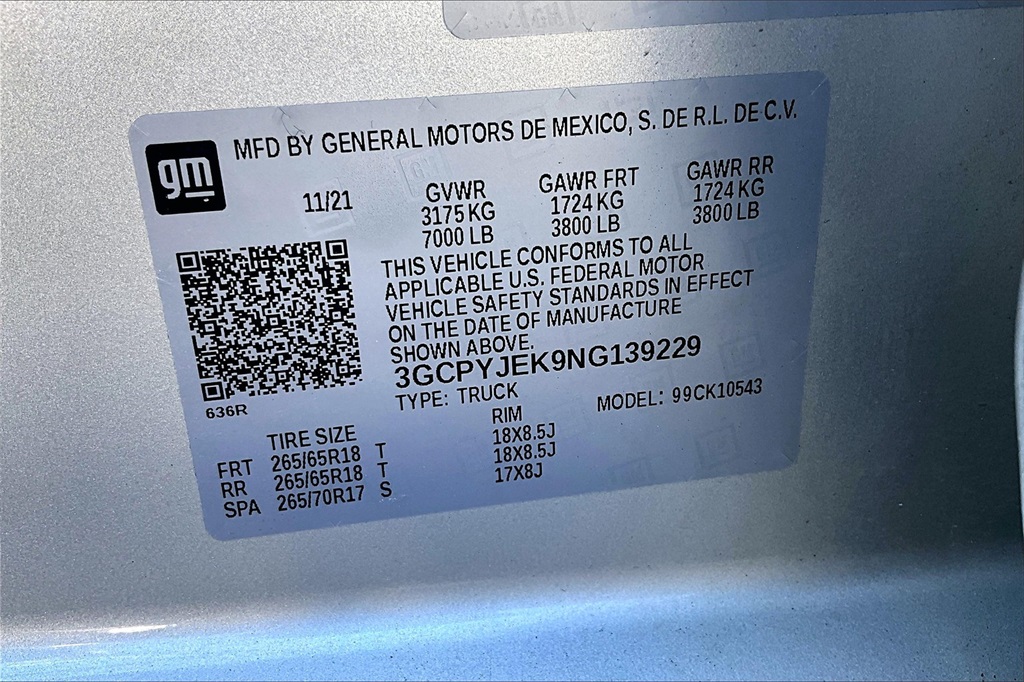 gm
MFD BY GENERAL MOTORS DE MEXICO, S. DE R.L. DE C.V.
11/21
GVWR GAWR FRT GAWR RR
3175 KG 1724 KG 1724 KG
7000 LB 3800 LB 3800 LB
THIS VEHICLE CONFORMS TO ALL
APPLICABLE U.S. FEDERAL MOTOR
VEHICLE SAFETY STANDARDS IN EFFECT
ON THE DATE OF MANUFACTURE
SHOWN ABOVE.
3GCPYJEK9NG139229
TYPE: TRUCK MODEL: 99CK10543
636R
TIRE SIZE RIM
FRT 265/65R18 T 18X8.5J
RR 265/65R18 T 18X8.5J
SPA 265/70R17 S 17X8J